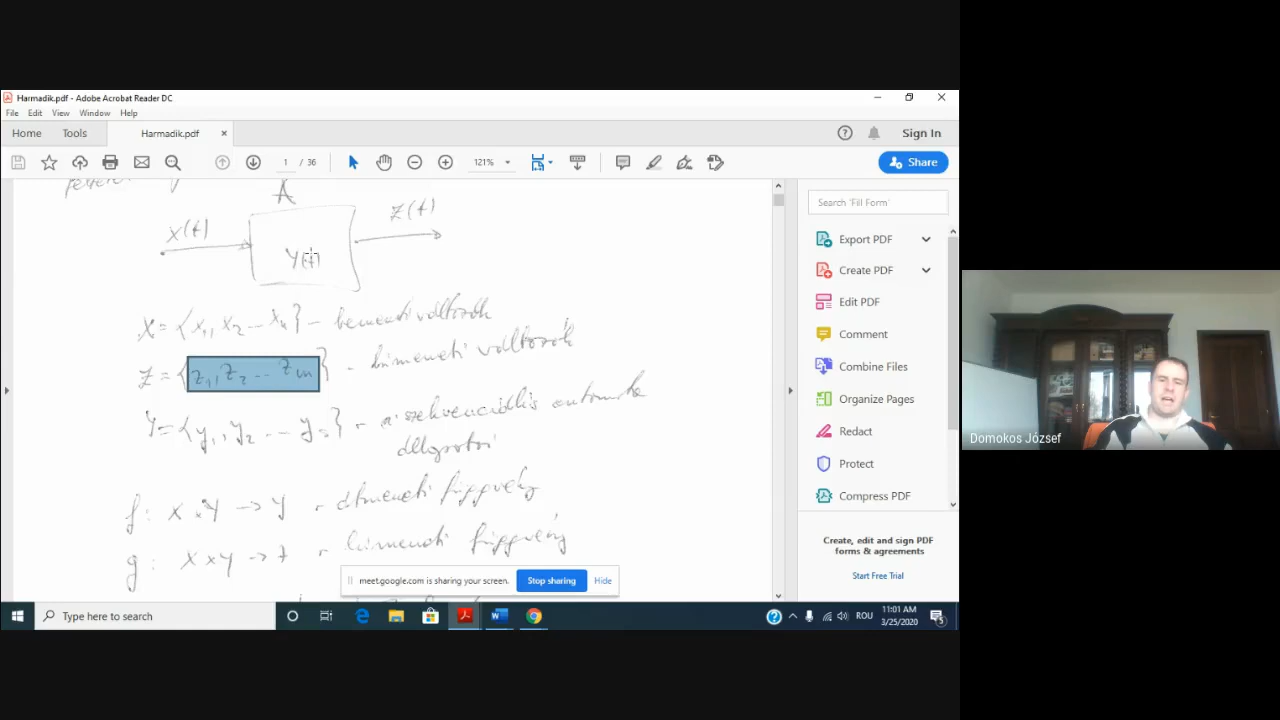 Harmadik.pdf - Adobe Acrobat Reader DC
File Edit View Window Help
Home Tools Harmadik.pdf × Sign In
1 / 36 121% Share
A
X(t) Z(t)
Y(t)
X = {x1, x2 ... xn} - bemeneti változók
Z = {z1, z2 ... zm} - kimeneti változók
Y = {y1, y2 ... ys} - a szekvenciális automata
állapotai
f: X x Y -> Y - átmeneti függvény
g: X x Y -> Z - kimeneti függvény
Search 'Fill Form'
Export PDF
Create PDF
Edit PDF
Comment
Combine Files
Organize Pages
Redact
Protect
Compress PDF
Create, edit and sign PDF
forms & agreements
Start Free Trial
meet.google.com is sharing your screen. Stop sharing Hide
Type here to search
ROU 11:01 AM
3/25/2020
5
Domokos József